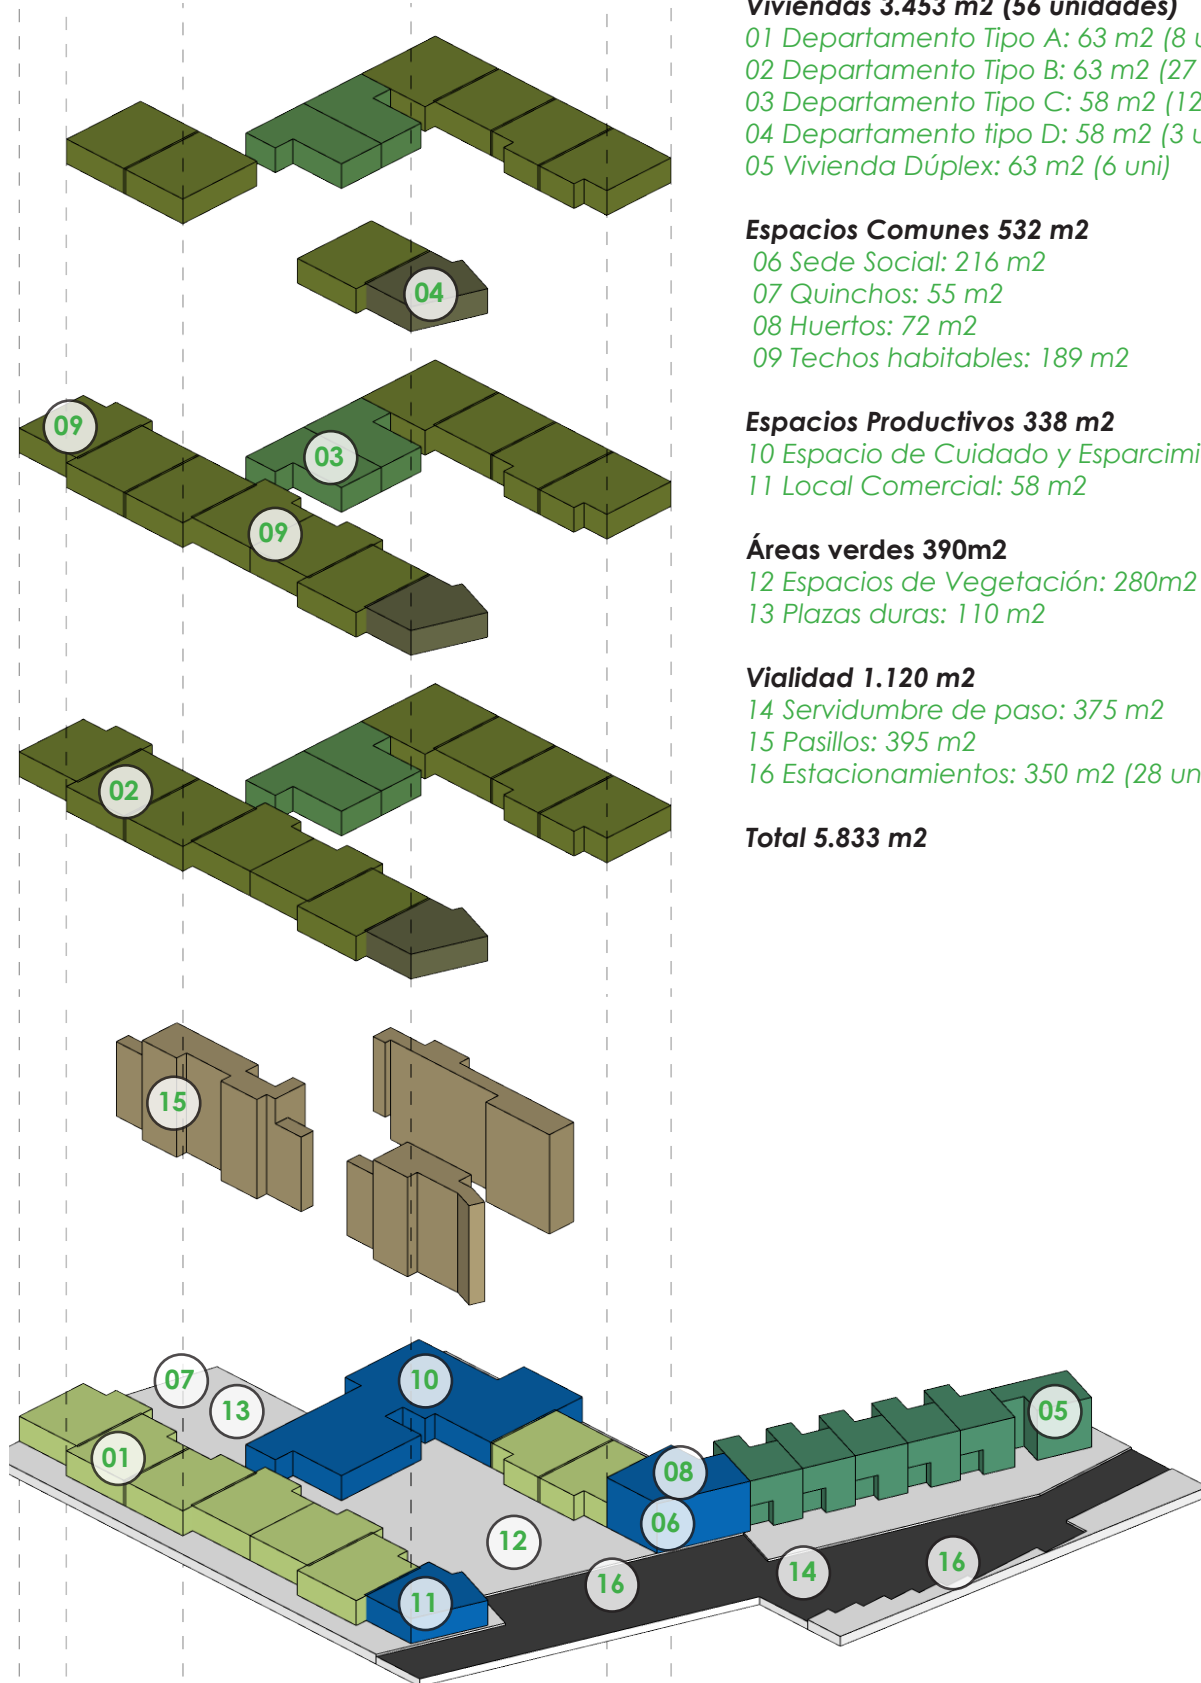 Viviendas 3.453 m2 (56 unidades)
01 Departamento Tipo A: 63 m2 (8 u
02 Departamento Tipo B: 63 m2 (27
03 Departamento Tipo C: 58 m2 (12
04 Departamento tipo D: 58 m2 (3 u
05 Vivienda Dúplex: 63 m2 (6 uni)
Espacios Comunes 532 m2
06 Sede Social: 216 m2
07 Quinchos: 55 m2
08 Huertos: 72 m2
09 Techos habitables: 189 m2
Espacios Productivos 338 m2
10 Espacio de Cuidado y Esparcimi
11 Local Comercial: 58 m2
Áreas verdes 390m2
12 Espacios de Vegetación: 280m2
13 Plazas duras: 110 m2
Vialidad 1.120 m2
14 Servidumbre de paso: 375 m2
15 Pasillos: 395 m2
16 Estacionamientos: 350 m2 (28 un
Total 5.833 m2
04
09
03
09
02
15
07
10
13
05
01
08
06
12
16
14
16
11